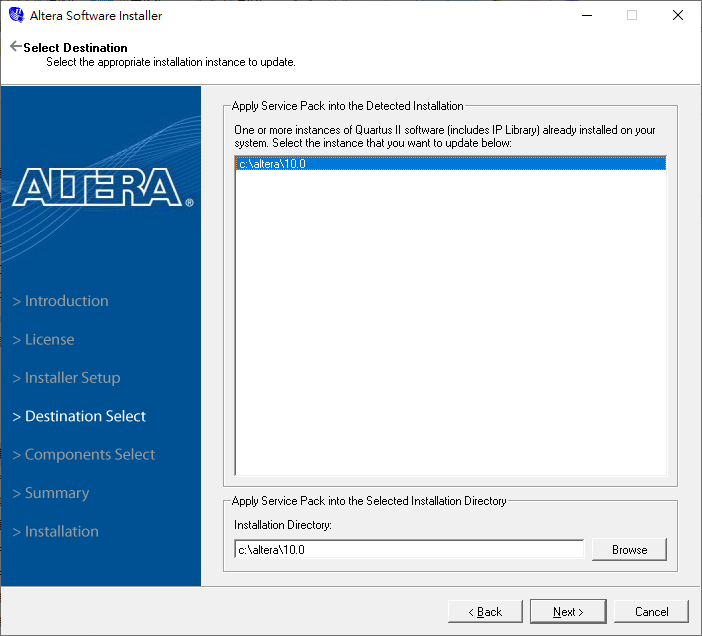 Altera Software Installer
Select Destination
Select the appropriate installation instance to update.
ALTERA®
> Introduction
> License
> Installer Setup
> Destination Select
> Components Select
> Summary
> Installation
Apply Service Pack into the Detected Installation
One or more instances of Quartus II software (includes IP Library) already installed on your
system. Select the instance that you want to update below:
c:\altera\10.0
Apply Service Pack into the Selected Installation Directory
Installation Directory:
c:\altera\10.0
Browse
< Back
Next >
Cancel